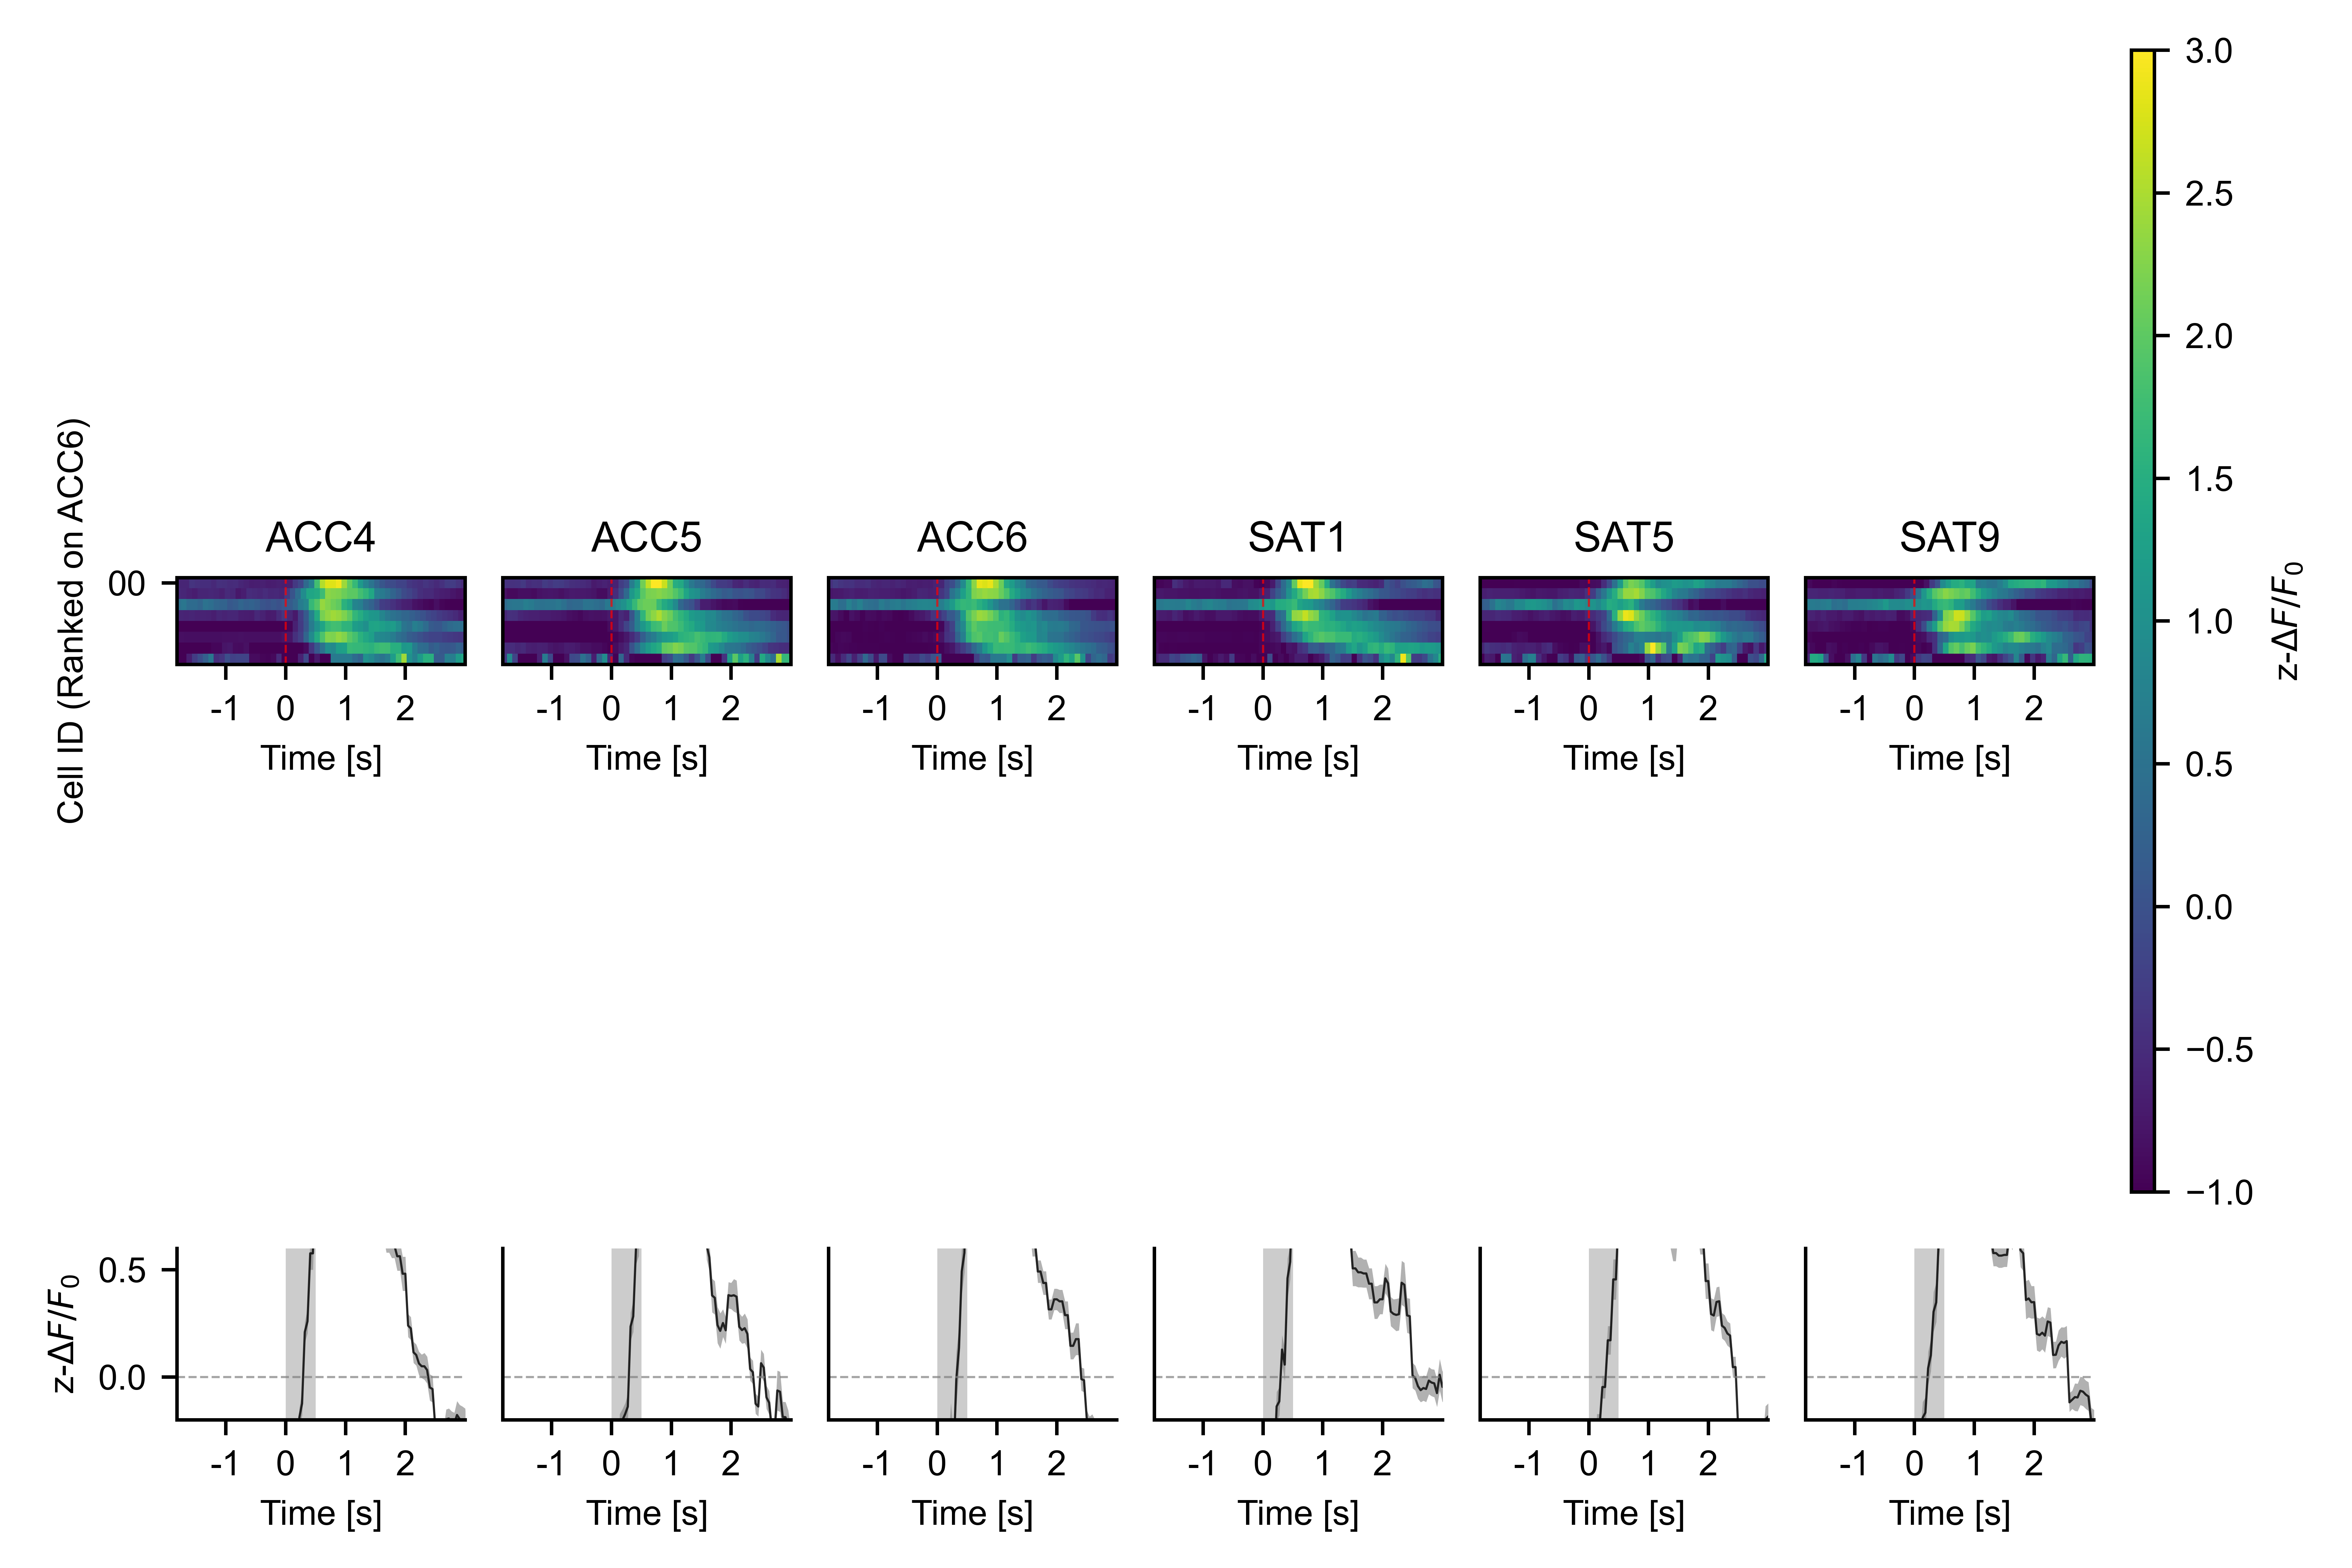 ACC4 ACC5 ACC6 SAT1 SAT5 SAT9
Cell ID (Ranked on ACC6)
00
-1 0 1 2 -1 0 1 2 -1 0 1 2 -1 0 1 2 -1 0 1 2 -1 0 1 2
Time [s] Time [s] Time [s] Time [s] Time [s] Time [s]
3.0
2.5
2.0
1.5
1.0
0.5
0.0
−0.5
−1.0
z-ΔF/F0
z-ΔF/F0
0.5
0.0
-1 0 1 2 -1 0 1 2 -1 0 1 2 -1 0 1 2 -1 0 1 2 -1 0 1 2
Time [s] Time [s] Time [s] Time [s] Time [s] Time [s]